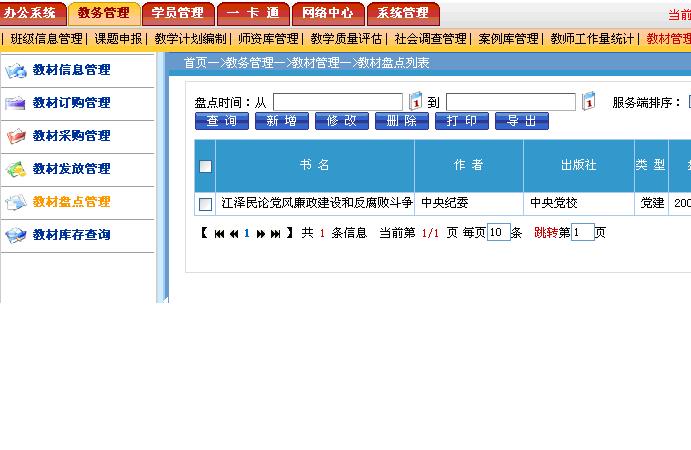 办公系统 教务管理 学员管理 一 卡 通 网络中心 系统管理 当前
| 班级信息管理 | 课题申报 | 教学计划编制 | 师资库管理 | 教学质量评估 | 社会调查管理 | 案例库管理 | 教师工作量统计 | 教材管理
首页—>教务管理—>教材管理—>教材盘点列表
教材信息管理
教材订购管理
教材采购管理
教材发放管理
教材盘点管理
教材库存查询
盘点时间：从 到 服务端排序：
查 询 新 增 修 改 删 除 打 印 导 出
书 名 作 者 出版社 类 型
江泽民论党风廉政建设和反腐败斗争 中央纪委 中央党校 党建 200
【 1 】 共 1 条信息 当前第 1/1 页 每页 10 条 跳转第 1 页